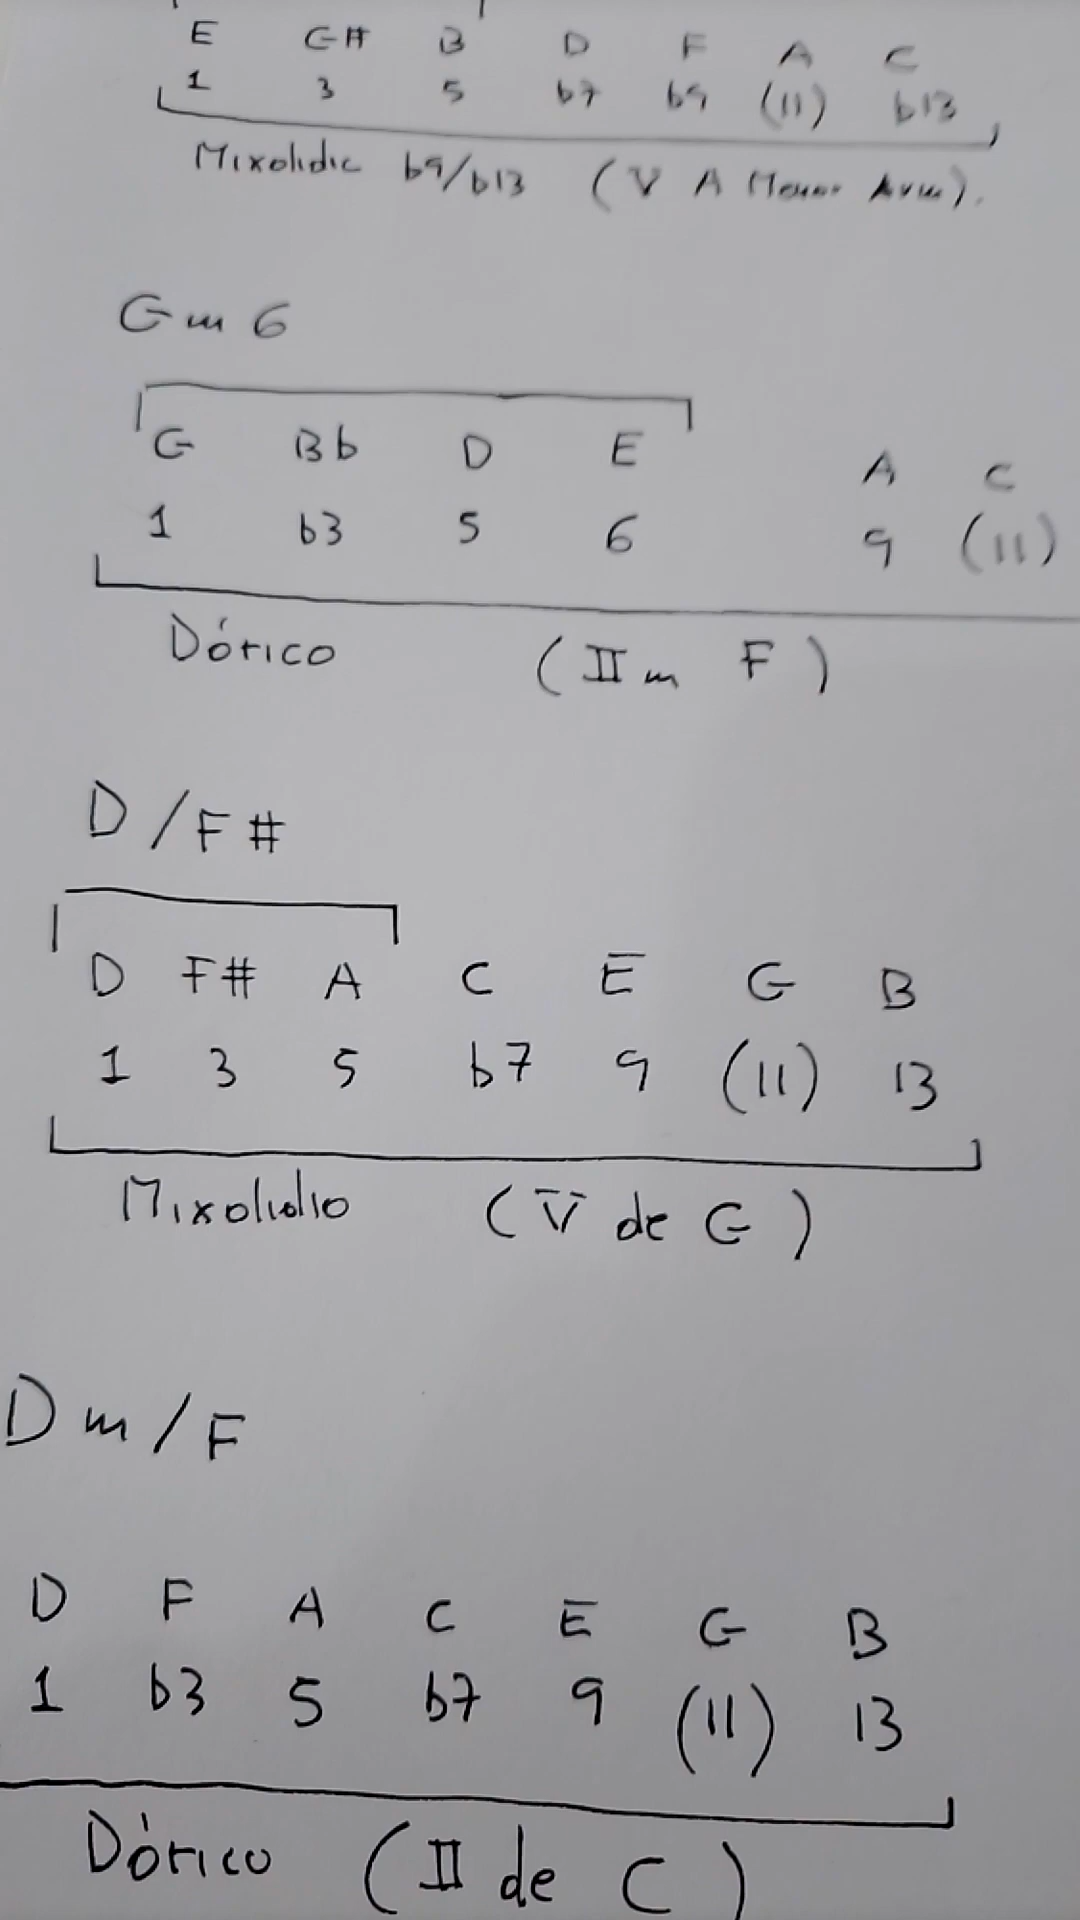 E G# B D F A C
1 3 5 b7 b9 (11) b13
Mixolidio b9/b13 (V A Menor Arm).
Gm6
G Bb D E A C
1 b3 5 6 9 (11)
Dórico (IIm F)
D/F#
D F# A C E G B
1 3 5 b7 9 (11) 13
Mixolidio (V de G)
Dm/F
D F A C E G B
1 b3 5 b7 9 (11) 13
Dórico (II de C)